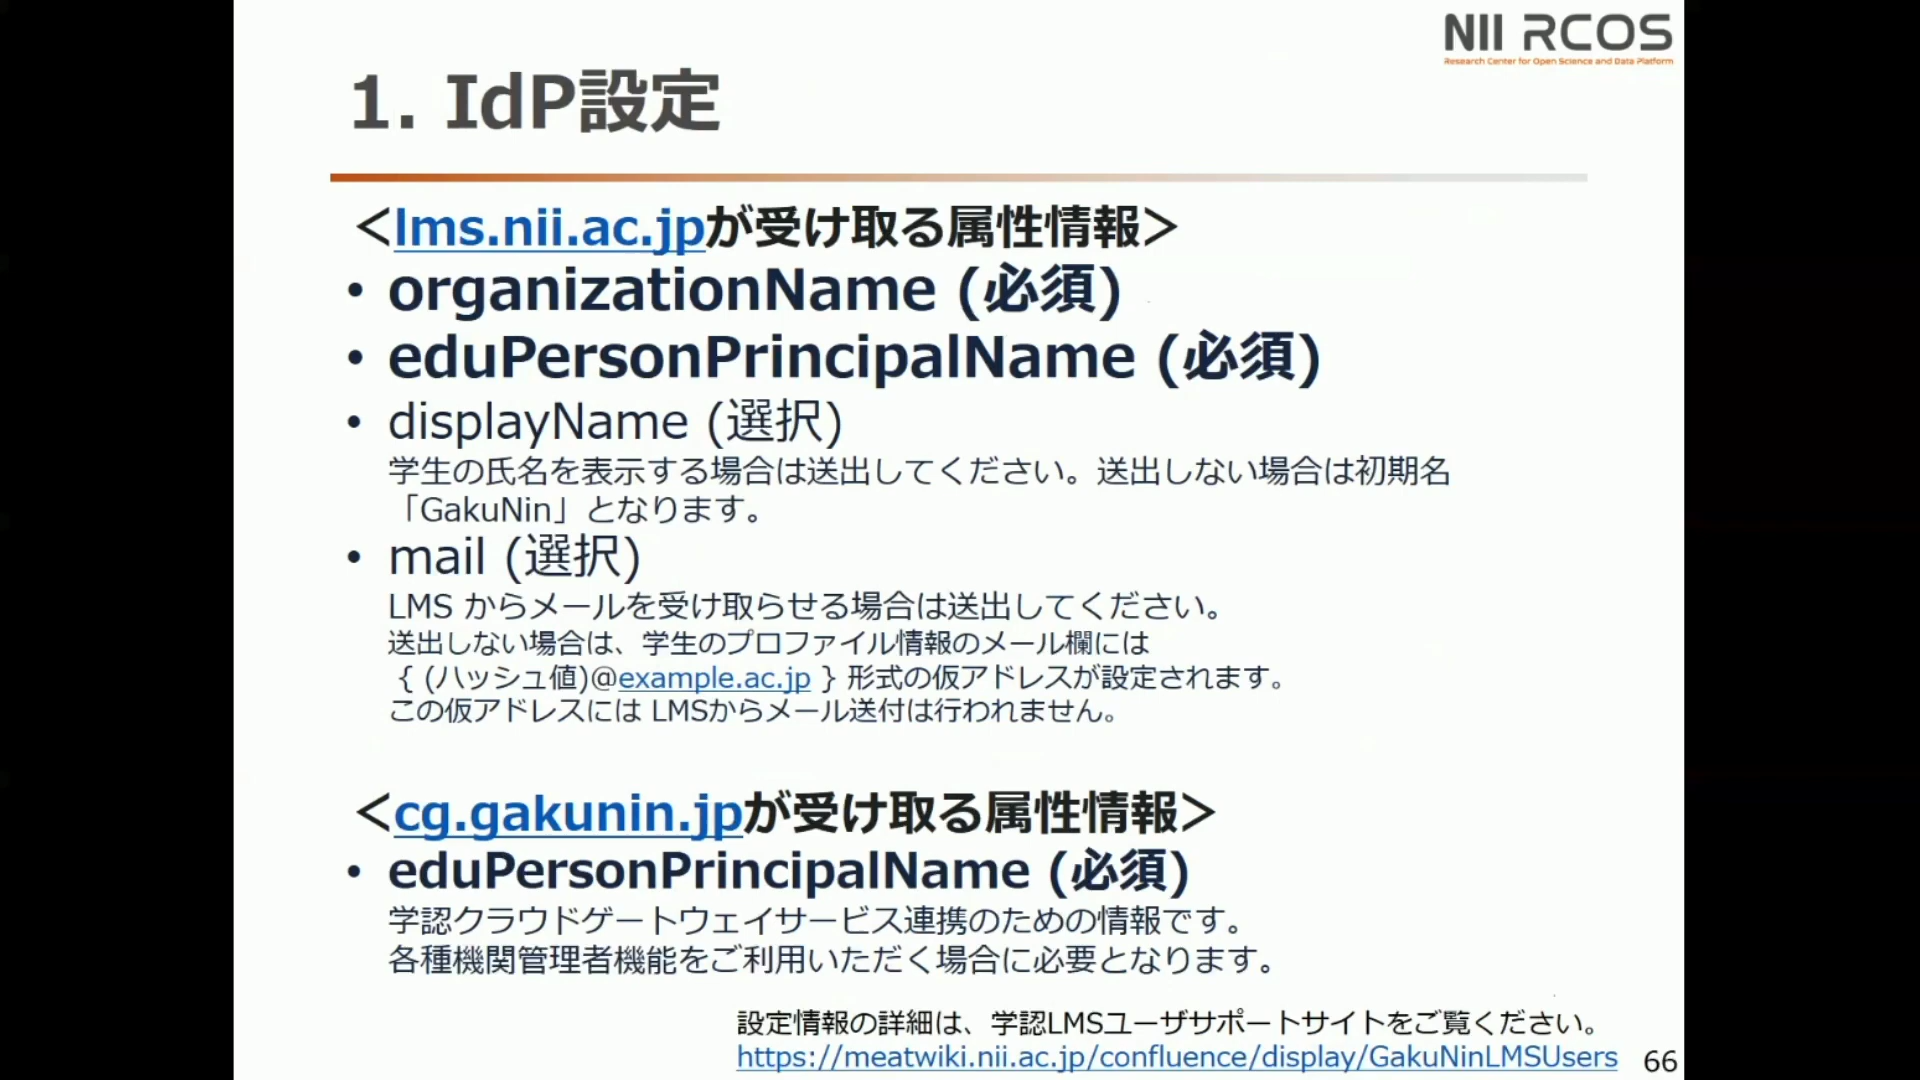 NII RCOS
Research Center for Open Science and Data Platform
1. IdP設定
＜lms.nii.ac.jpが受け取る属性情報＞
• organizationName (必須)
• eduPersonPrincipalName (必須)
• displayName (選択)
学生の氏名を表示する場合は送出してください。送出しない場合は初期名
「GakuNin」となります。
• mail (選択)
LMS からメールを受け取らせる場合は送出してください。
送出しない場合は、学生のプロファイル情報のメール欄には
{ (ハッシュ値)@example.ac.jp } 形式の仮アドレスが設定されます。
この仮アドレスには LMSからメール送付は行われません。
＜cg.gakunin.jpが受け取る属性情報＞
• eduPersonPrincipalName (必須)
学認クラウドゲートウェイサービス連携のための情報です。
各種機関管理者機能をご利用いただく場合に必要となります。
設定情報の詳細は、学認LMSユーザサポートサイトをご覧ください。
https://meatwiki.nii.ac.jp/confluence/display/GakuNinLMSUsers
66